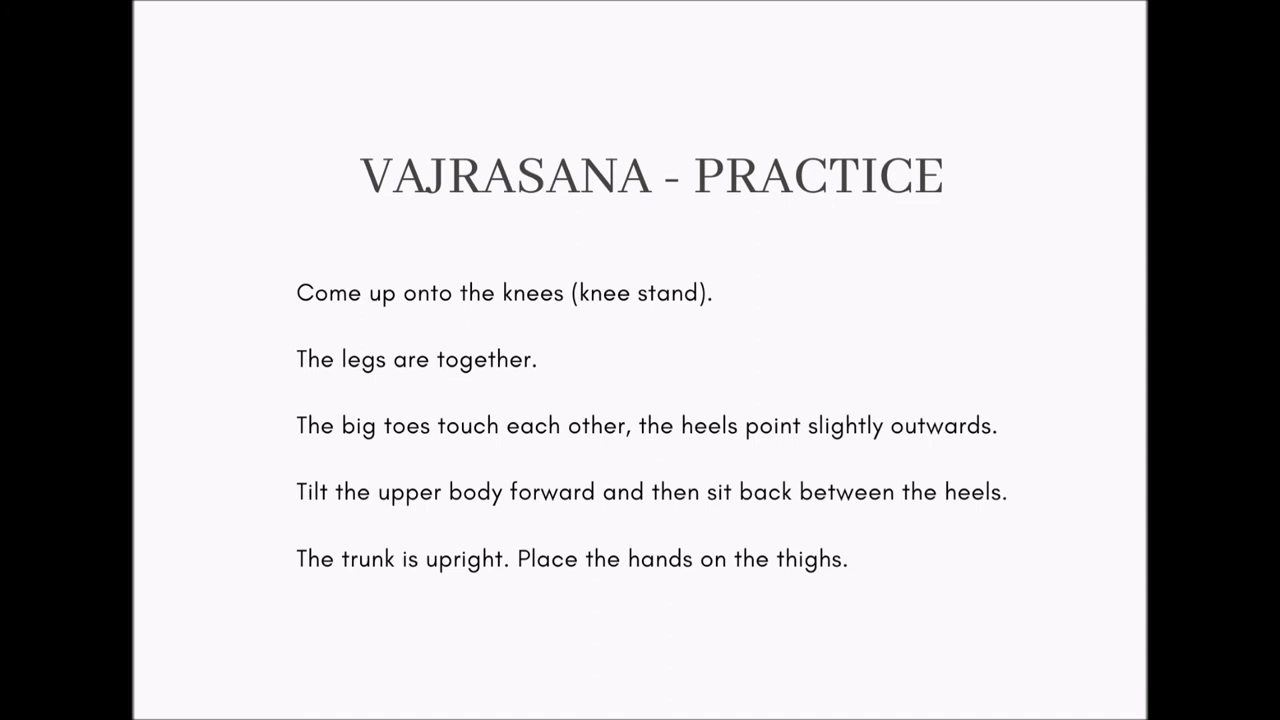 VAJRASANA - PRACTICE
Come up onto the knees (knee stand).
The legs are together.
The big toes touch each other, the heels point slightly outwards.
Tilt the upper body forward and then sit back between the heels.
The trunk is upright. Place the hands on the thighs.